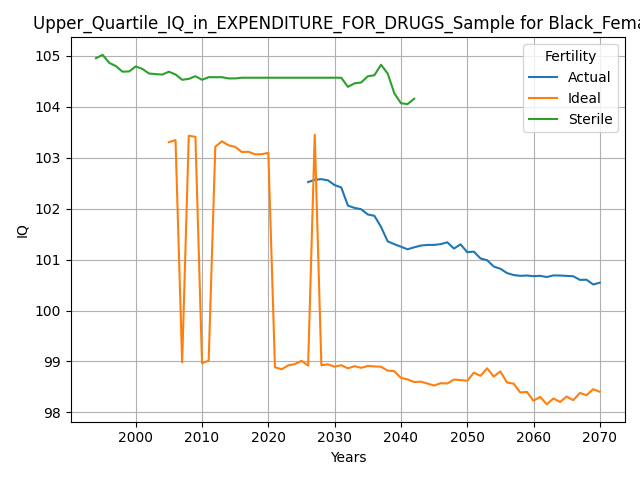 Upper_Quartile_IQ_in_EXPENDITURE_FOR_DRUGS_Sample for Black_Fema
Fertility
Actual
Ideal
Sterile
105
104
103
102
101
100
99
98
IQ
2000 2010 2020 2030 2040 2050 2060 2070
Years